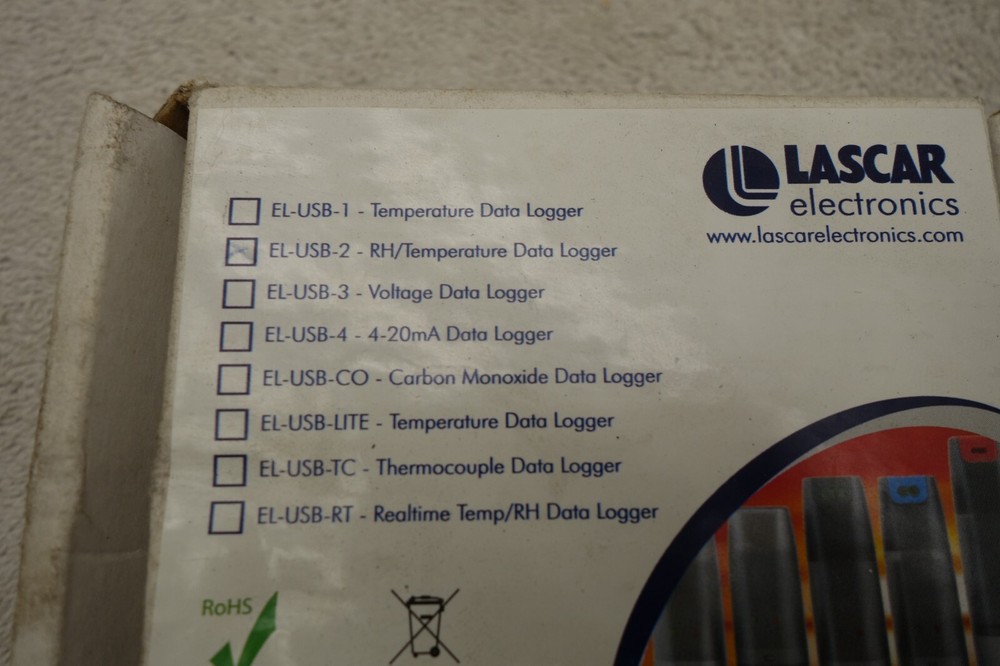 LASCAR
electronics
www.lascarelectronics.com
EL-USB-1 - Temperature Data Logger
EL-USB-2 - RH/Temperature Data Logger
EL-USB-3 - Voltage Data Logger
EL-USB-4 - 4-20mA Data Logger
EL-USB-CO - Carbon Monoxide Data Logger
EL-USB-LITE - Temperature Data Logger
EL-USB-TC - Thermocouple Data Logger
EL-USB-RT - Realtime Temp/RH Data Logger
RoHS